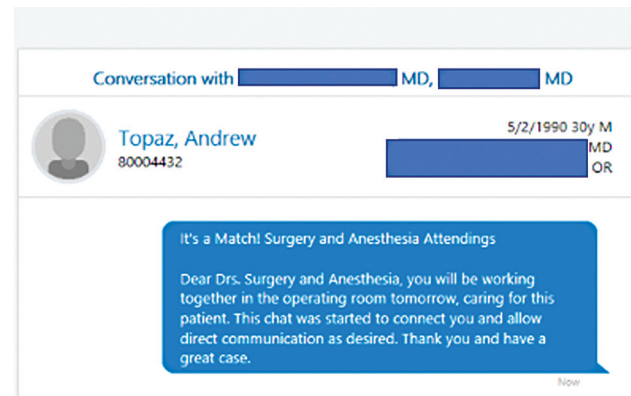 Conversation with MD, MD
Topaz, Andrew
5/2/1990 30y M
80004432
MD
OR
It's a Match! Surgery and Anesthesia Attendings
Dear Drs. Surgery and Anesthesia, you will be working
together in the operating room tomorrow, caring for this
patient. This chat was started to connect you and allow
direct communication as desired. Thank you and have a
great case.
Now